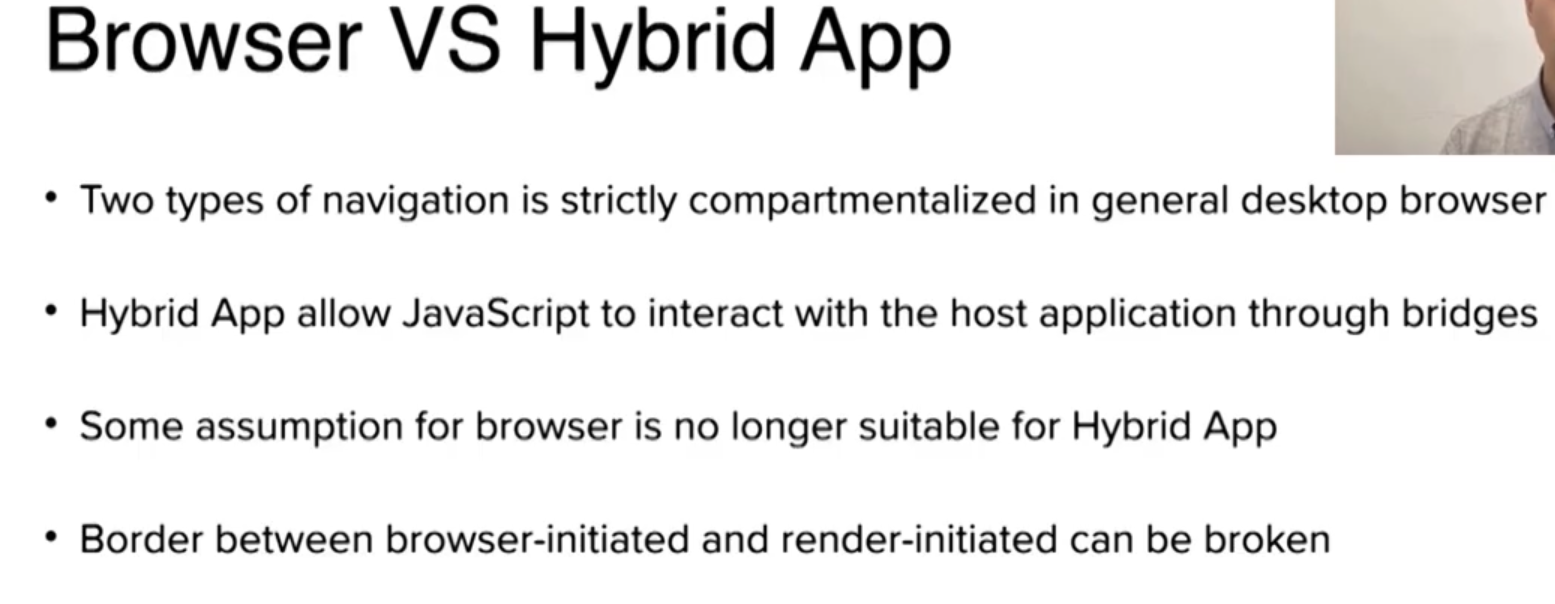 Browser VS Hybrid App
• Two types of navigation is strictly compartmentalized in general desktop browser
• Hybrid App allow JavaScript to interact with the host application through bridges
• Some assumption for browser is no longer suitable for Hybrid App
• Border between browser-initiated and render-initiated can be broken